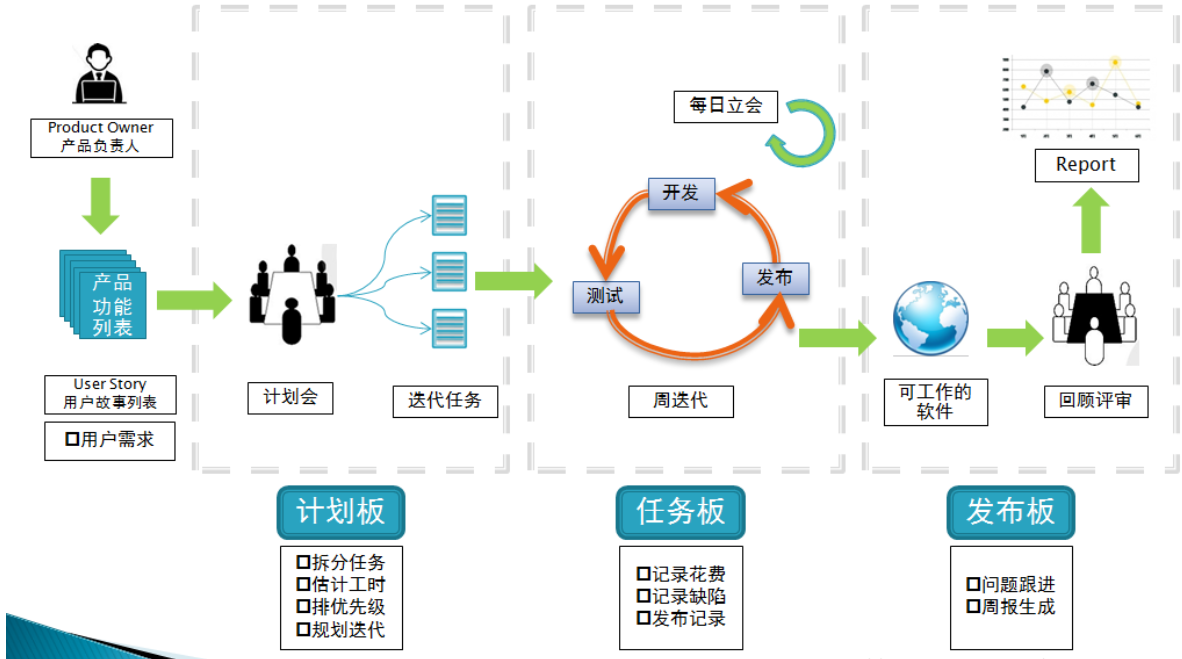 Product Owner
产品负责人
产品
功能
列表
User Story
用户故事列表
用户需求
计划会
迭代任务
每日立会
开发
测试
发布
周迭代
可工作的
软件
回顾评审
Report
计划板
拆分任务
估计工时
排优先级
规划迭代
任务板
记录花费
记录缺陷
发布记录
发布板
问题跟进
周报生成